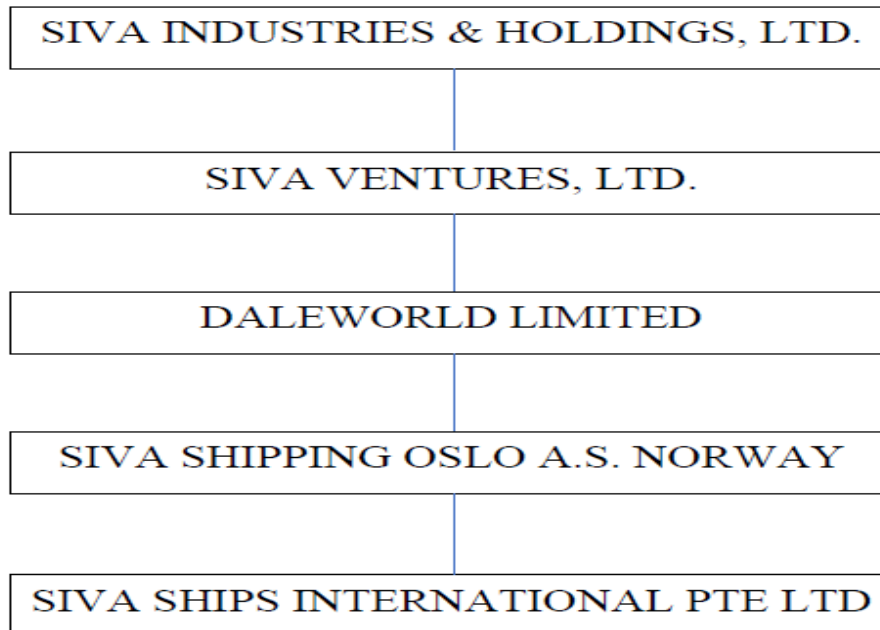 SIVA INDUSTRIES & HOLDINGS, LTD.
SIVA VENTURES, LTD.
DALEWORLD LIMITED
SIVA SHIPPING OSLO A.S. NORWAY
SIVA SHIPS INTERNATIONAL PTE LTD